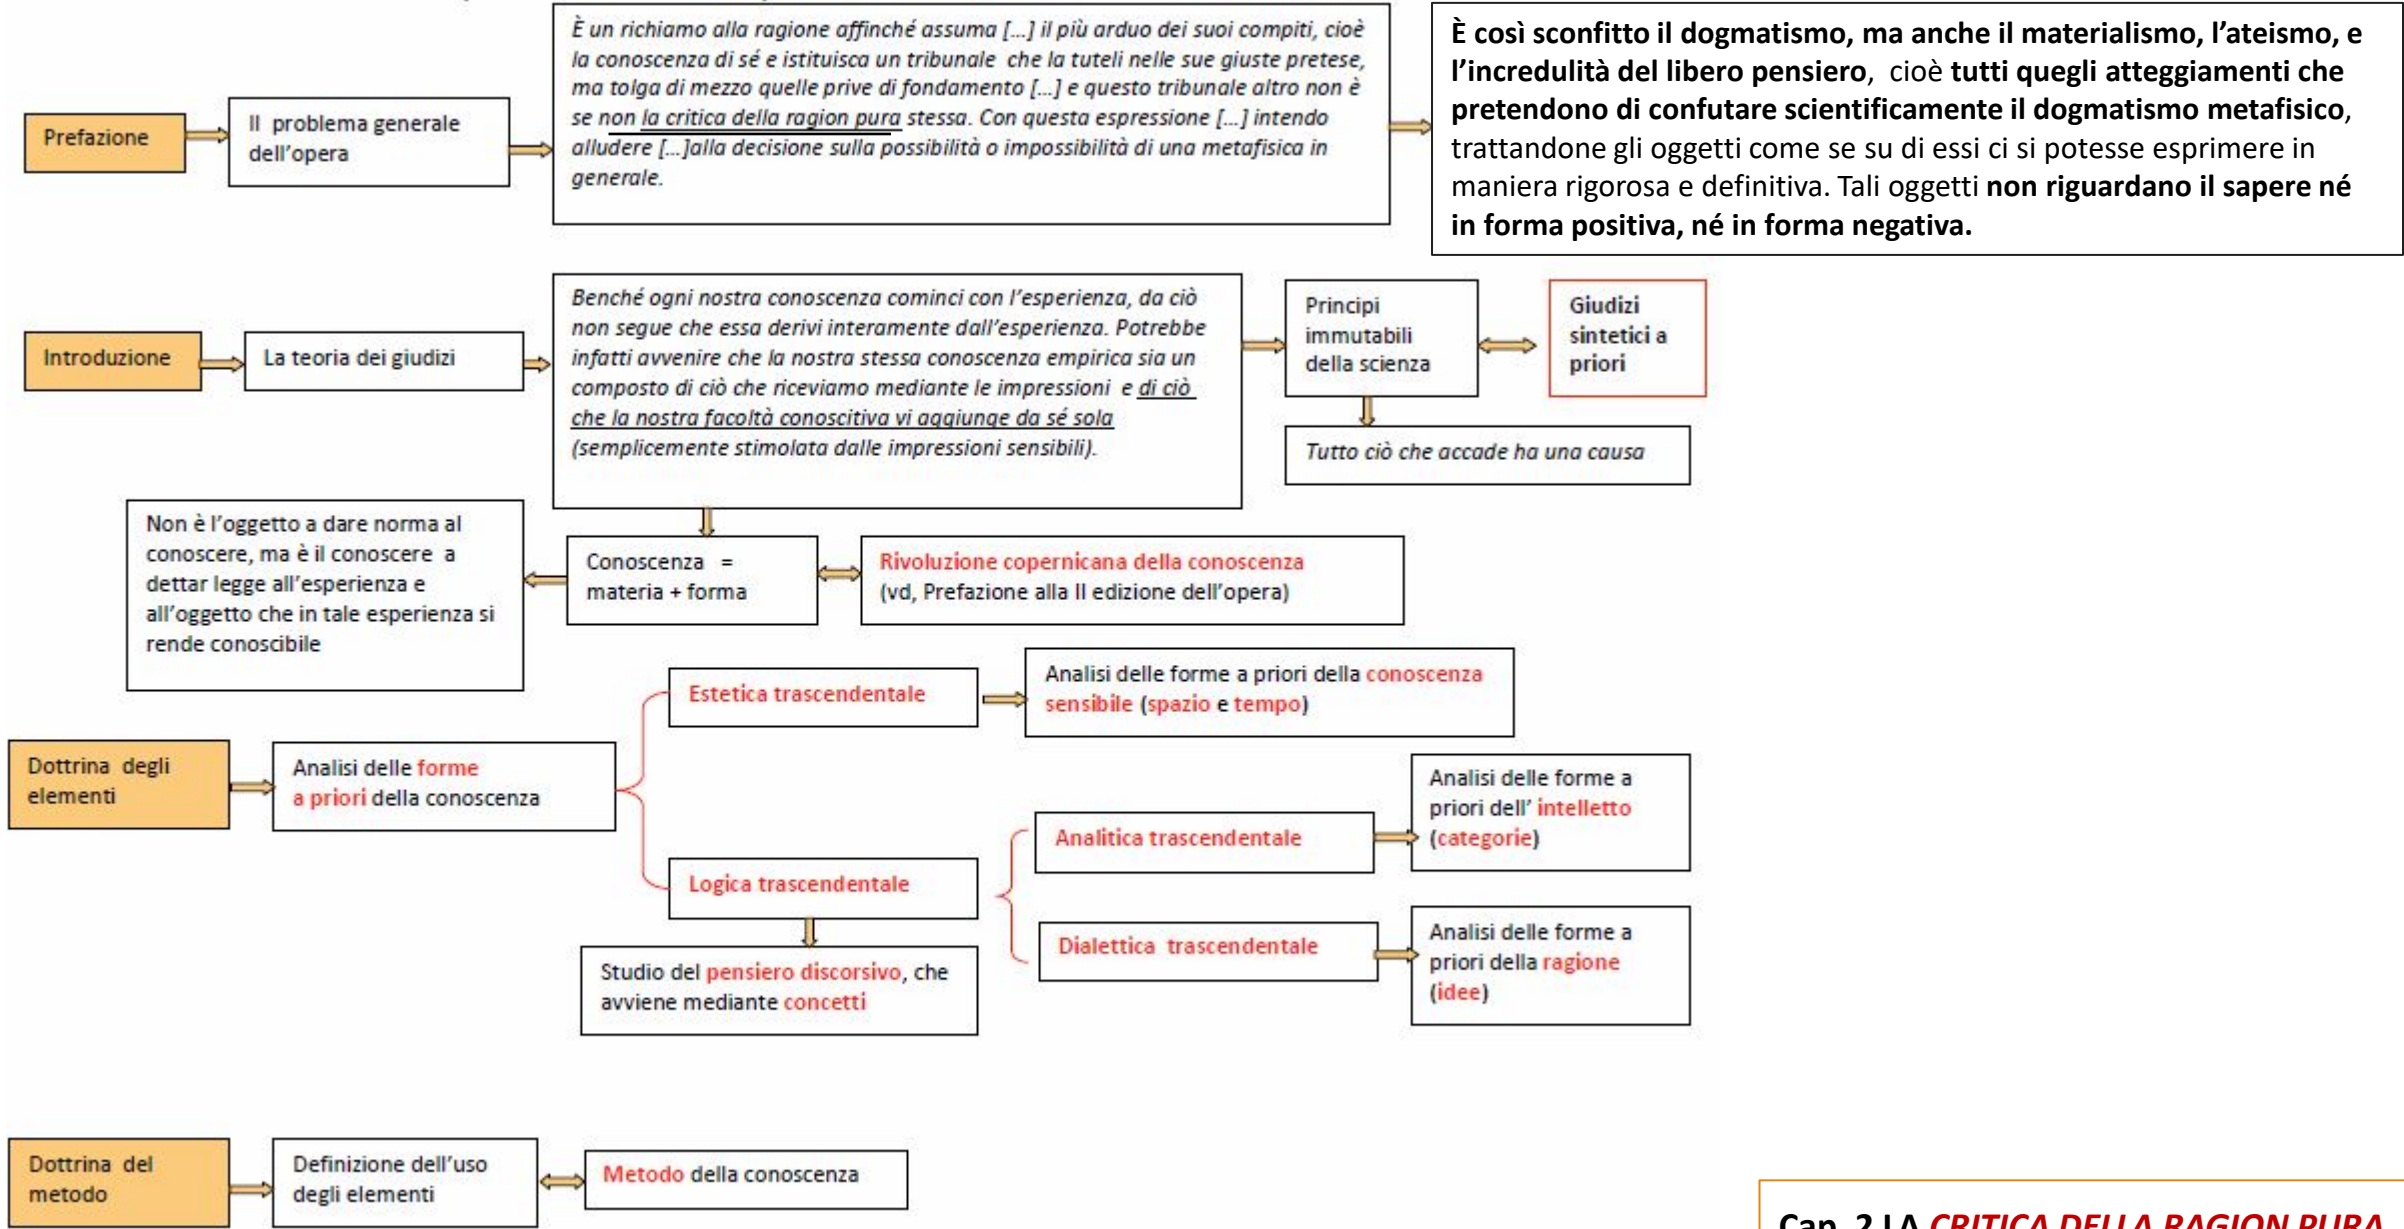 Prefazione
Il problema generale
dell'opera
È un richiamo alla ragione affinché assuma […] il più arduo dei suoi compiti, cioè
la conoscenza di sé e istituisca un tribunale che la tuteli nelle sue giuste pretese,
ma tolga di mezzo quelle prive di fondamento […] e questo tribunale altro non è
se non la critica della ragion pura stessa. Con questa espressione […] intendo
alludere […]alla decisione sulla possibilità o impossibilità di una metafisica in
generale.
È così sconfitto il dogmatismo, ma anche il materialismo, l'ateismo, e
l'incredulità del libero pensiero, cioè tutti quegli atteggiamenti che
pretendono di confutare scientificamente il dogmatismo metafisico,
trattandone gli oggetti come se su di essi ci si potesse esprimere in
maniera rigorosa e definitiva. Tali oggetti non riguardano il sapere né
in forma positiva, né in forma negativa.
Introduzione
La teoria dei giudizi
Benché ogni nostra conoscenza cominci con l'esperienza, da ciò
non segue che essa derivi interamente dall'esperienza. Potrebbe
infatti avvenire che la nostra stessa conoscenza empirica sia un
composto di ciò che riceviamo mediante le impressioni e di ciò
che la nostra facoltà conoscitiva vi aggiunge da sé sola
(semplicemente stimolata dalle impressioni sensibili).
Principi
immutabili
della scienza
Giudizi
sintetici a
priori
Tutto ciò che accade ha una causa
Non è l'oggetto a dare norma al
conoscere, ma è il conoscere a
dettar legge all'esperienza e
all'oggetto che in tale esperienza si
rende conoscibile
Conoscenza =
materia + forma
Rivoluzione copernicana della conoscenza
(vd, Prefazione alla II edizione dell'opera)
Dottrina degli
elementi
Analisi delle forme
a priori della conoscenza
Estetica trascendentale
Analisi delle forme a priori della conoscenza
sensibile (spazio e tempo)
Logica trascendentale
Studio del pensiero discorsivo, che
avviene mediante concetti
Analitica trascendentale
Analisi delle forme a
priori dell' intelletto
(categorie)
Dialettica trascendentale
Analisi delle forme a
priori della ragione
(idee)
Dottrina del
metodo
Definizione dell'uso
degli elementi
Metodo della conoscenza
Cap. 2 LA CRITICA DELLA RAGION PURA